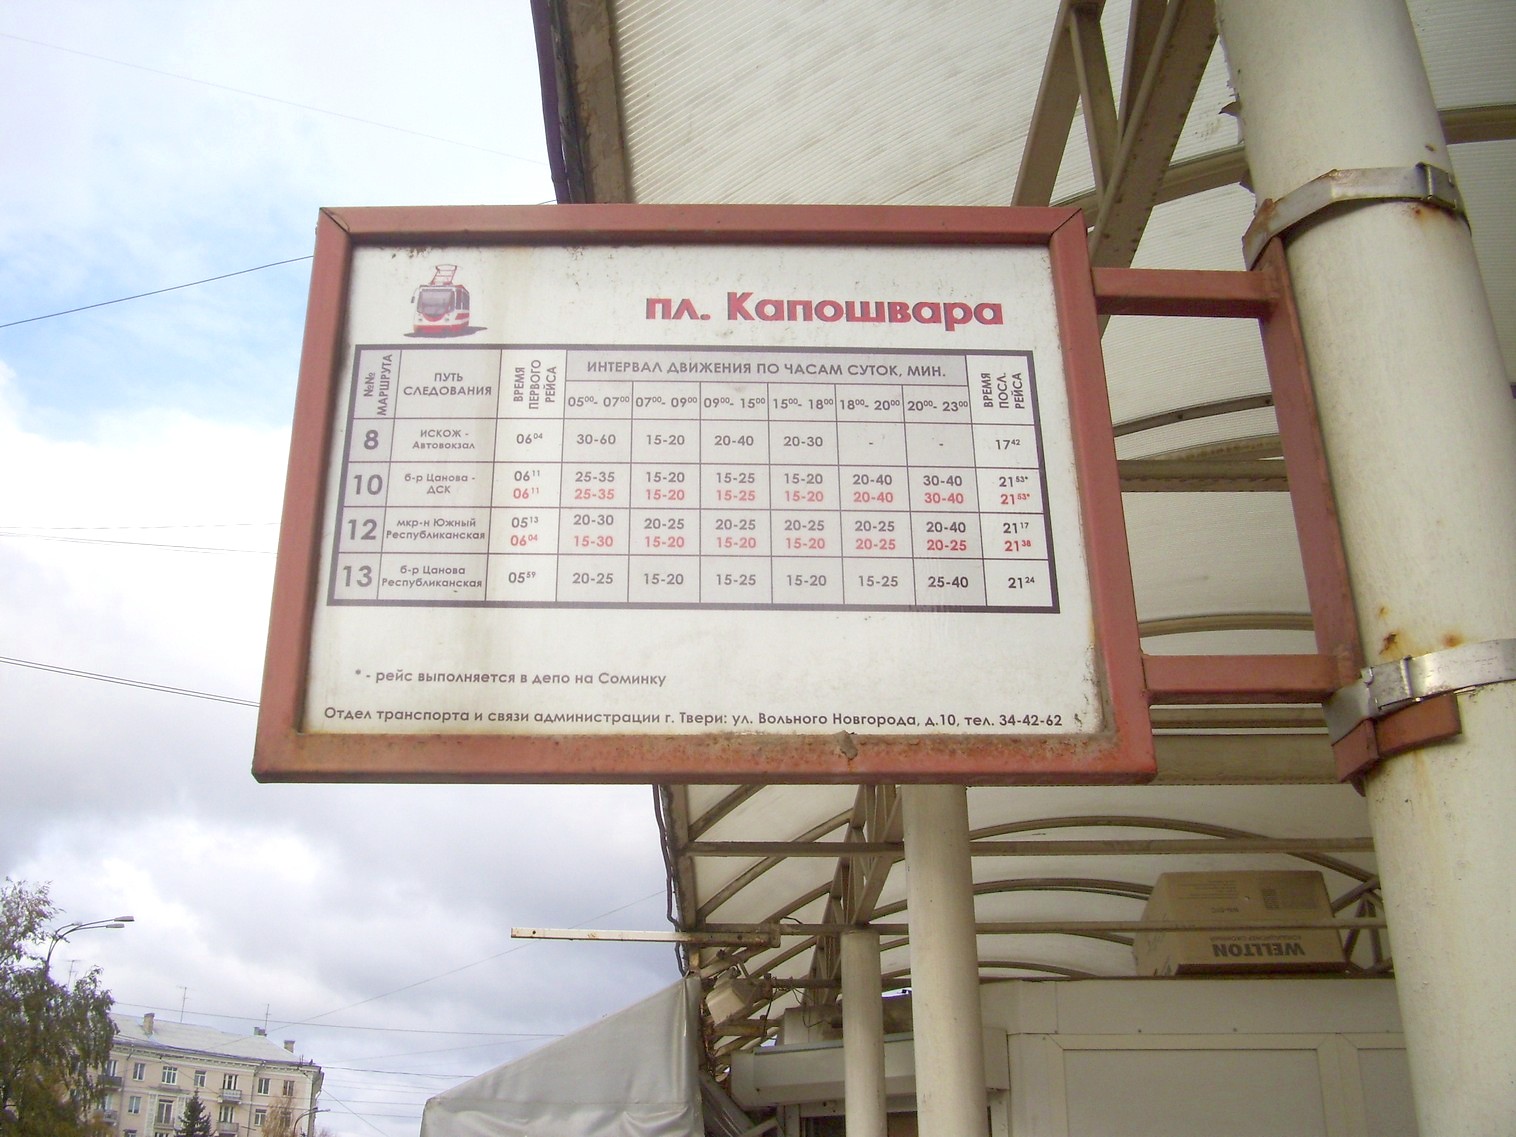 пл. Капошвара
№№ МАРШРУТА
ПУТЬ СЛЕДОВАНИЯ
ВРЕМЯ ПЕРВОГО РЕЙСА
ИНТЕРВАЛ ДВИЖЕНИЯ ПО ЧАСАМ СУТОК, МИН.
ВРЕМЯ ПОСЛ. РЕЙСА
05⁰⁰- 07⁰⁰ 07⁰⁰- 09⁰⁰ 09⁰⁰- 15⁰⁰ 15⁰⁰- 18⁰⁰ 18⁰⁰- 20⁰⁰ 20⁰⁰- 23⁰⁰
8 ИСКОЖ - Автовокзал 06⁰⁴ 30-60 15-20 20-40 20-30 - - 17⁴²
10 б-р Цанова - ДСК 06¹¹ 25-35 15-20 15-25 15-20 20-40 30-40 21⁵³*
06¹¹ 25-35 15-20 15-25 15-20 20-40 30-40 21⁵³*
12 мкр-н Южный Республиканская 05¹³ 20-30 20-25 20-25 20-25 20-25 20-40 21¹⁷
06⁰⁴ 15-30 15-20 15-20 15-20 20-25 20-25 21³⁸
13 б-р Цанова Республиканская 05⁵⁹ 20-25 15-20 15-25 15-20 15-25 25-40 21²⁴
* - рейс выполняется в депо на Соминку
Отдел транспорта и связи администрации г. Твери: ул. Вольного Новгорода, д.10, тел. 34-42-62
WELLTON